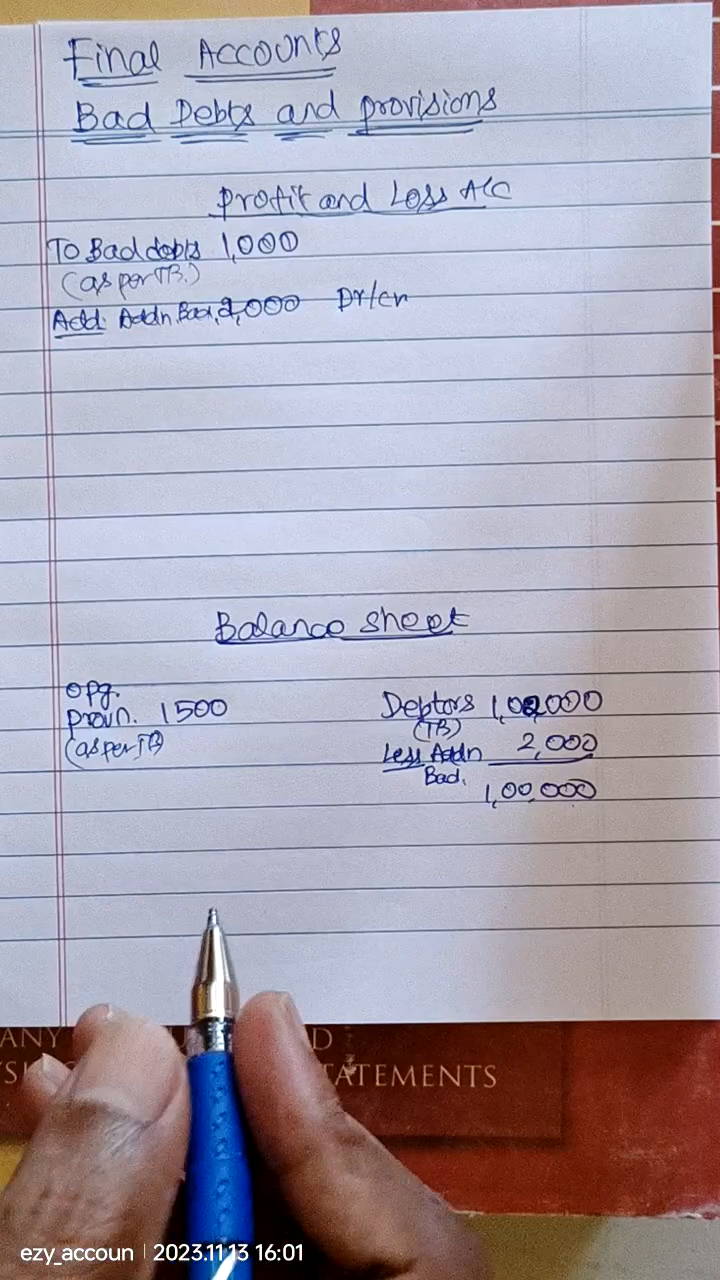 Final Accounts
Bad Debts and provisions
Profit and Loss A/C
To Bad debts 1,000
(as per TB.)
Add: Addn. Bad. 2,000 Dr/cr
Balance sheet
opg.
provn. 1500
(as per TB
Debtors 1,02,000
(TB)
Less Addn 2,000
Bad.
1,00,000
ANY D
TATEMENTS
ezy_accoun | 2023.11.13 16:01